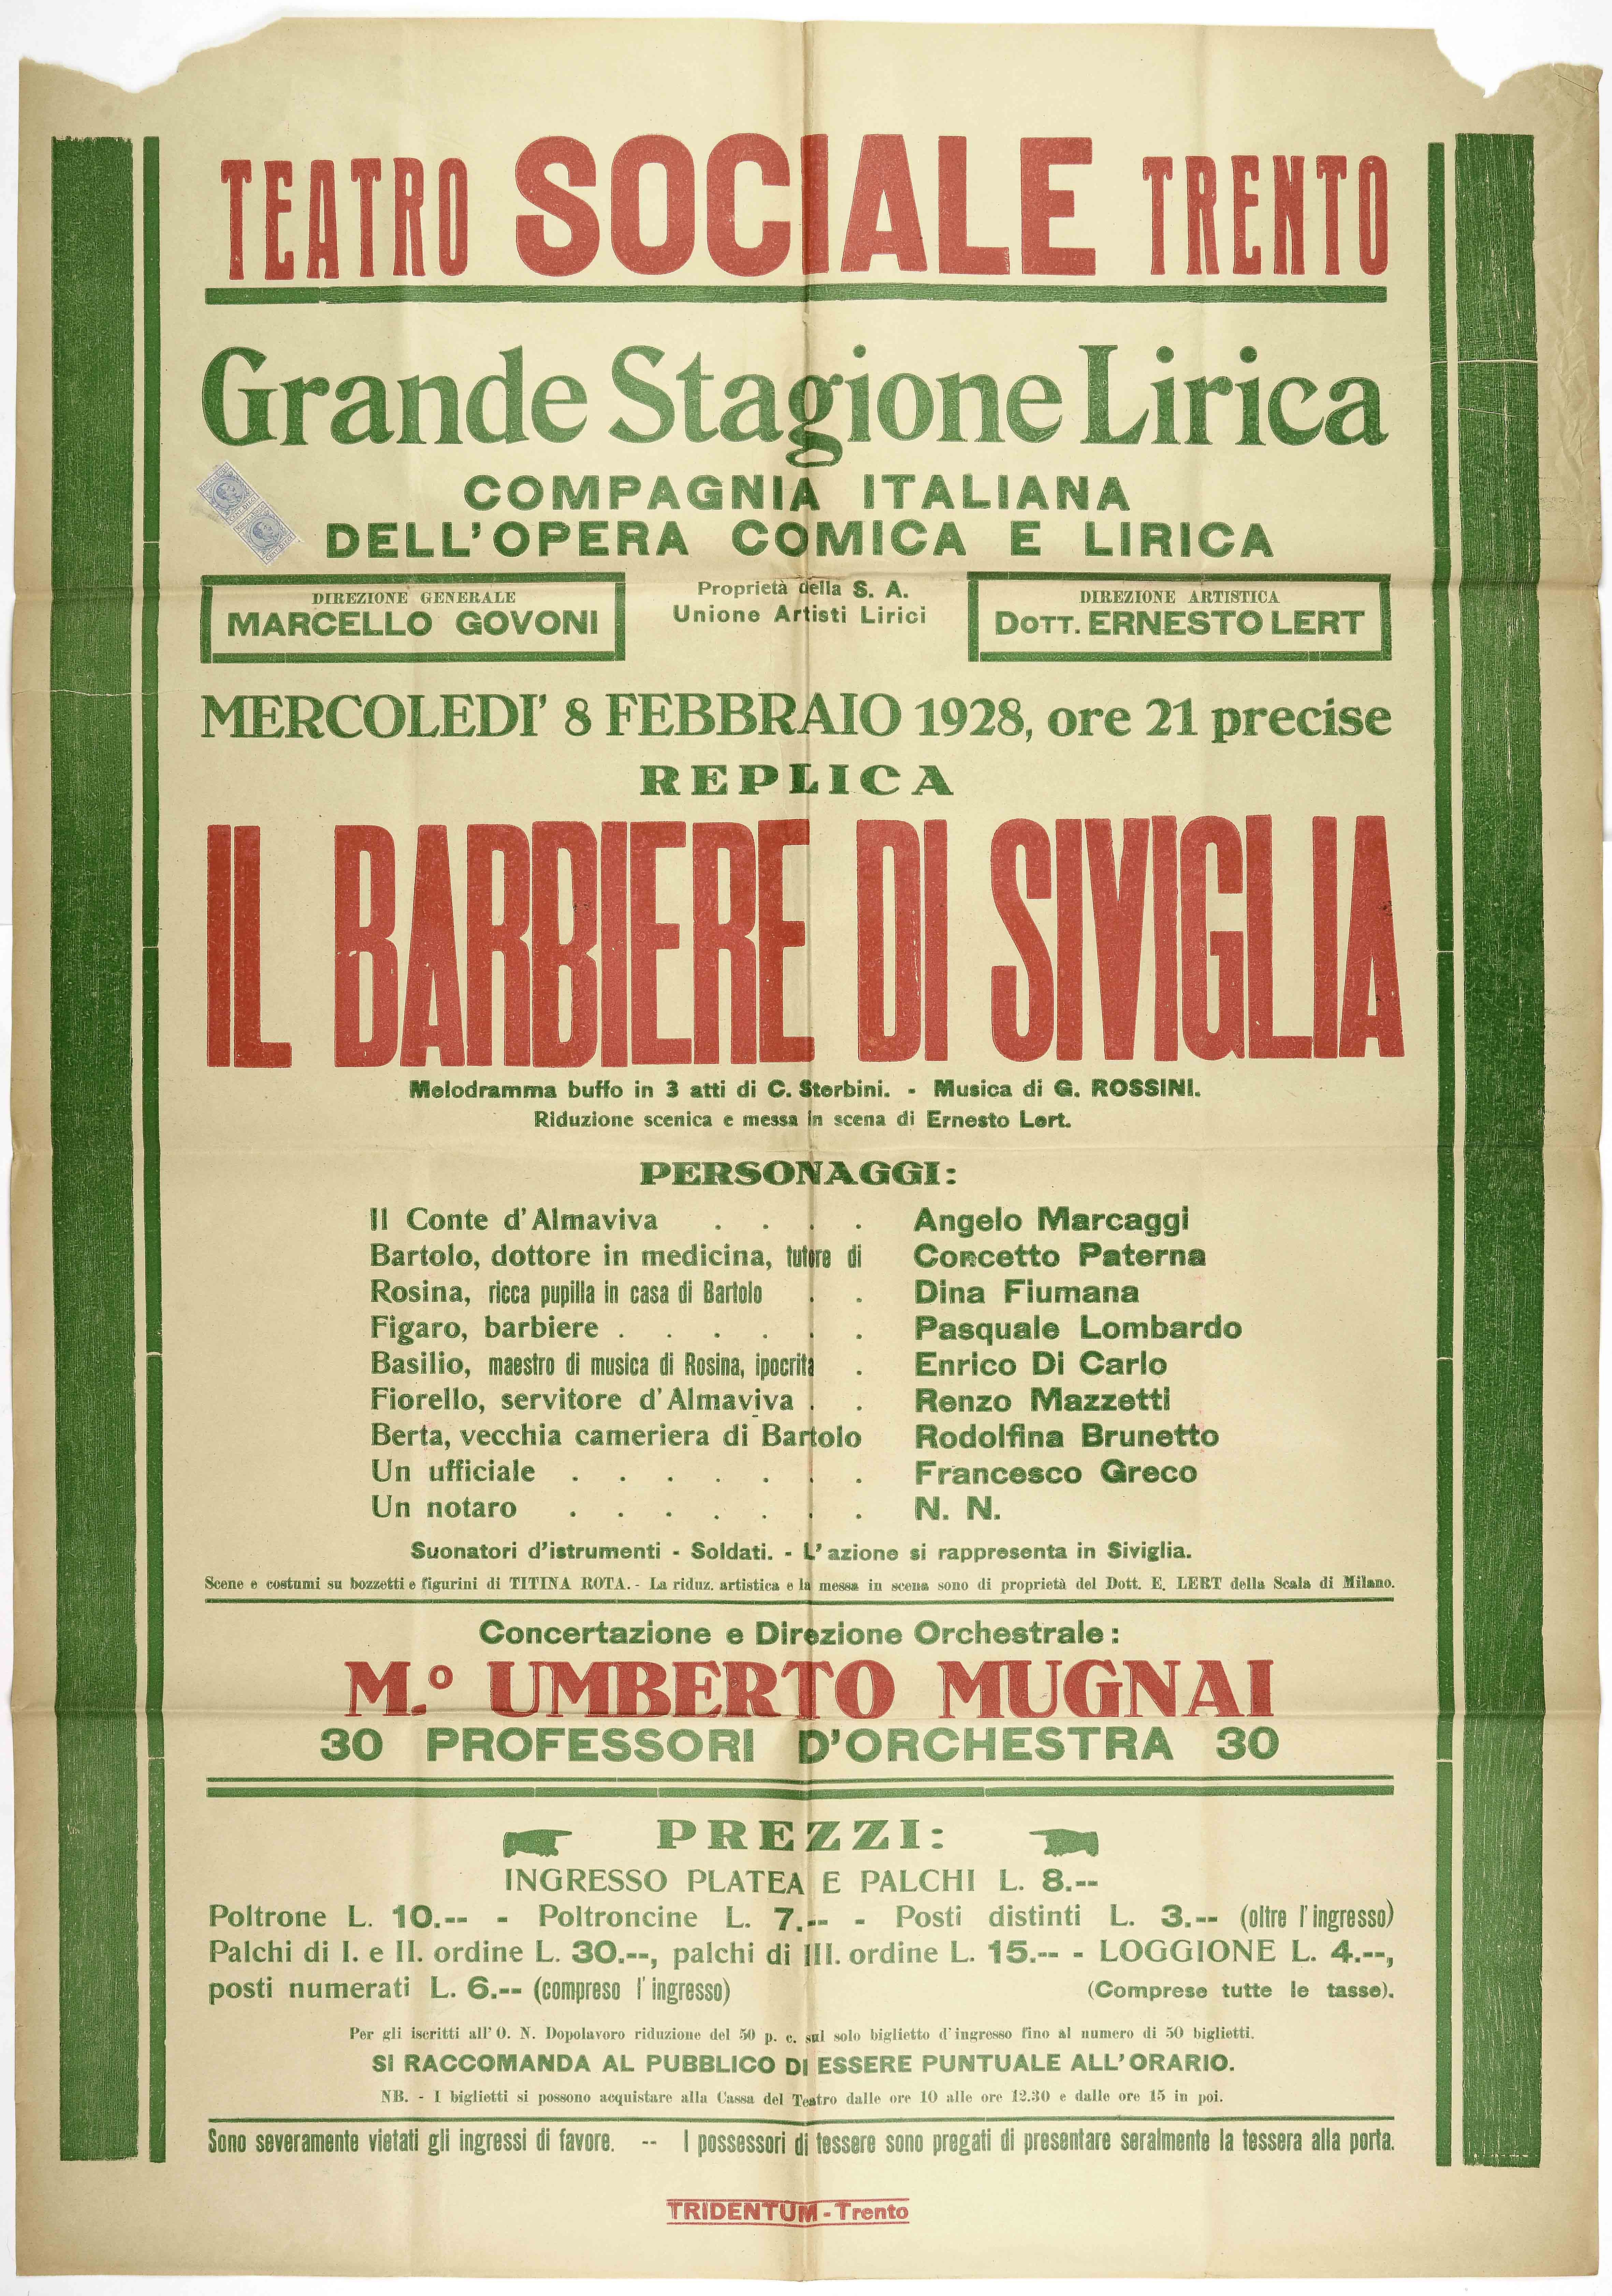 TEATRO SOCIALE TRENTO
Grande Stagione Lirica
COMPAGNIA ITALIANA
DELL'OPERA COMICA E LIRICA
DIREZIONE GENERALE
MARCELLO GOVONI
Proprietà della S. A.
Unione Artisti Lirici
DIREZIONE ARTISTICA
DOTT. ERNESTO LERT
MERCOLEDI' 8 FEBBRAIO 1928, ore 21 precise
REPLICA
IL BARBIERE DI SIVIGLIA
Melodramma buffo in 3 atti di C. Sterbini. - Musica di G. ROSSINI.
Riduzione scenica e messa in scena di Ernesto Lert.
PERSONAGGI:
Il Conte d'Almaviva . . . . Angelo Marcaggi
Bartolo, dottore in medicina, tutore di Concetto Paterna
Rosina, ricca pupilla in casa di Bartolo . . Dina Fiumana
Figaro, barbiere . . . . . . Pasquale Lombardo
Basilio, maestro di musica di Rosina, ipocrita . Enrico Di Carlo
Fiorello, servitore d'Almaviva . . Renzo Mazzetti
Berta, vecchia cameriera di Bartolo Rodolfina Brunetto
Un ufficiale . . . . . . . Francesco Greco
Un notaro . . . . . . . N. N.
Suonatori d'istrumenti - Soldati. - L'azione si rappresenta in Siviglia.
Scene e costumi su bozzetti e figurini di TITINA ROTA. - La riduz. artistica e la messa in scena sono di proprietà del Dott. E. LERT della Scala di Milano.
Concertazione e Direzione Orchestrale:
M.º UMBERTO MUGNAI
30 PROFESSORI D'ORCHESTRA 30
PREZZI:
INGRESSO PLATEA E PALCHI L. 8.--
Poltrone L. 10.-- - Poltroncine L. 7.-- - Posti distinti L. 3.-- (oltre l'ingresso)
Palchi di I. e II. ordine L. 30.--, palchi di III. ordine L. 15.-- - LOGGIONE L. 4.--,
posti numerati L. 6.-- (compreso l'ingresso) (Comprese tutte le tasse).
Per gli iscritti all'O. N. Dopolavoro riduzione del 50 p. c. sul solo biglietto d'ingresso fino al numero di 50 biglietti.
SI RACCOMANDA AL PUBBLICO DI ESSERE PUNTUALE ALL'ORARIO.
NB. - I biglietti si possono acquistare alla Cassa del Teatro dalle ore 10 alle ore 12.30 e dalle ore 15 in poi.
Sono severamente vietati gli ingressi di favore. -- I possessori di tessere sono pregati di presentare seralmente la tessera alla porta.
TRIDENTUM - Trento